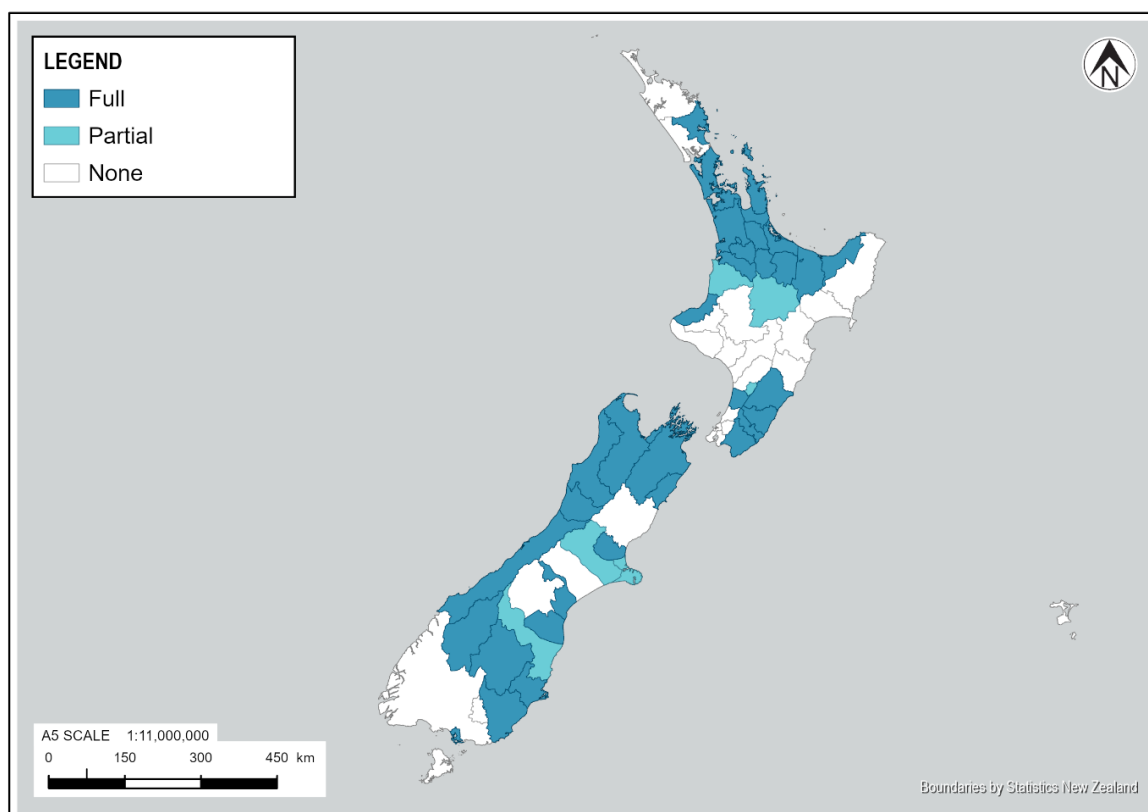 LEGEND
Full
Partial
None
N
A5 SCALE 1:11,000,000
0 150 300 450 km
Boundaries by Statistics New Zealand